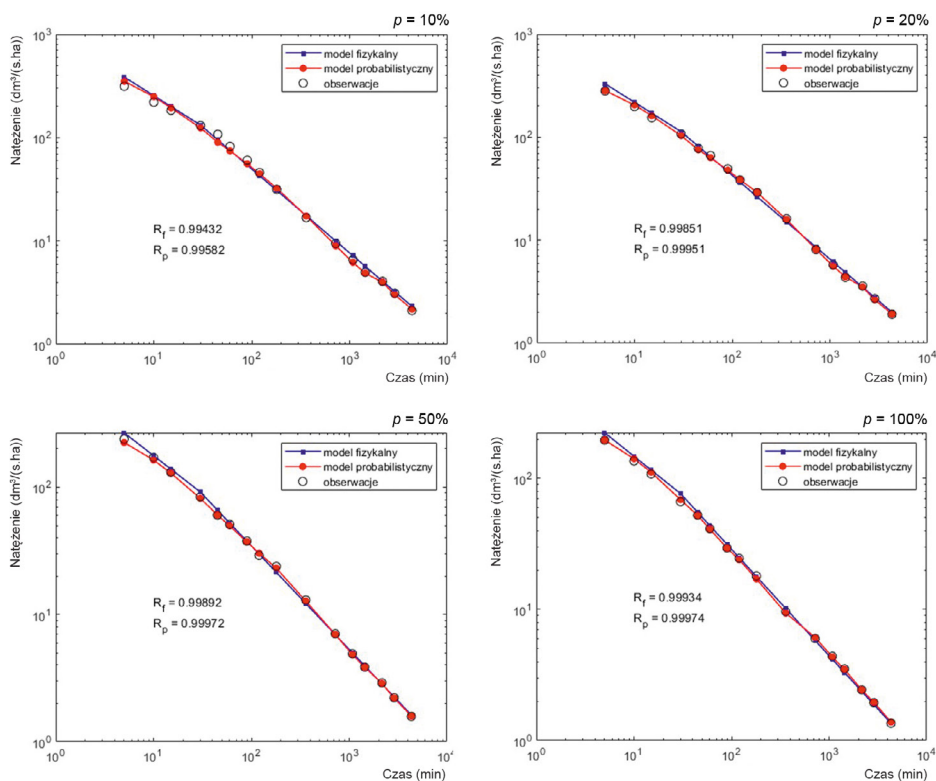 p = 10%
Natężenie (dm³/(s.ha))
10³
10²
10¹
10⁰
model fizykalny
model probabilistyczny
obserwacje
R_f = 0.99432
R_p = 0.99582
10⁰ 10¹ 10² 10³ 10⁴
Czas (min)
p = 20%
Natężenie (dm³/(s.ha))
10³
10²
10¹
10⁰
model fizykalny
model probabilistyczny
obserwacje
R_f = 0.99851
R_p = 0.99951
10⁰ 10¹ 10² 10³ 10⁴
Czas (min)
p = 50%
Natężenie (dm³/(s.ha))
10²
10¹
10⁰
model fizykalny
model probabilistyczny
obserwacje
R_f = 0.99892
R_p = 0.99972
10⁰ 10¹ 10² 10³ 10⁴
Czas (min)
p = 100%
Natężenie (dm³/(s.ha))
10²
10¹
10⁰
model fizykalny
model probabilistyczny
obserwacje
R_f = 0.99934
R_p = 0.99974
10⁰ 10¹ 10² 10³ 10⁴
Czas (min)